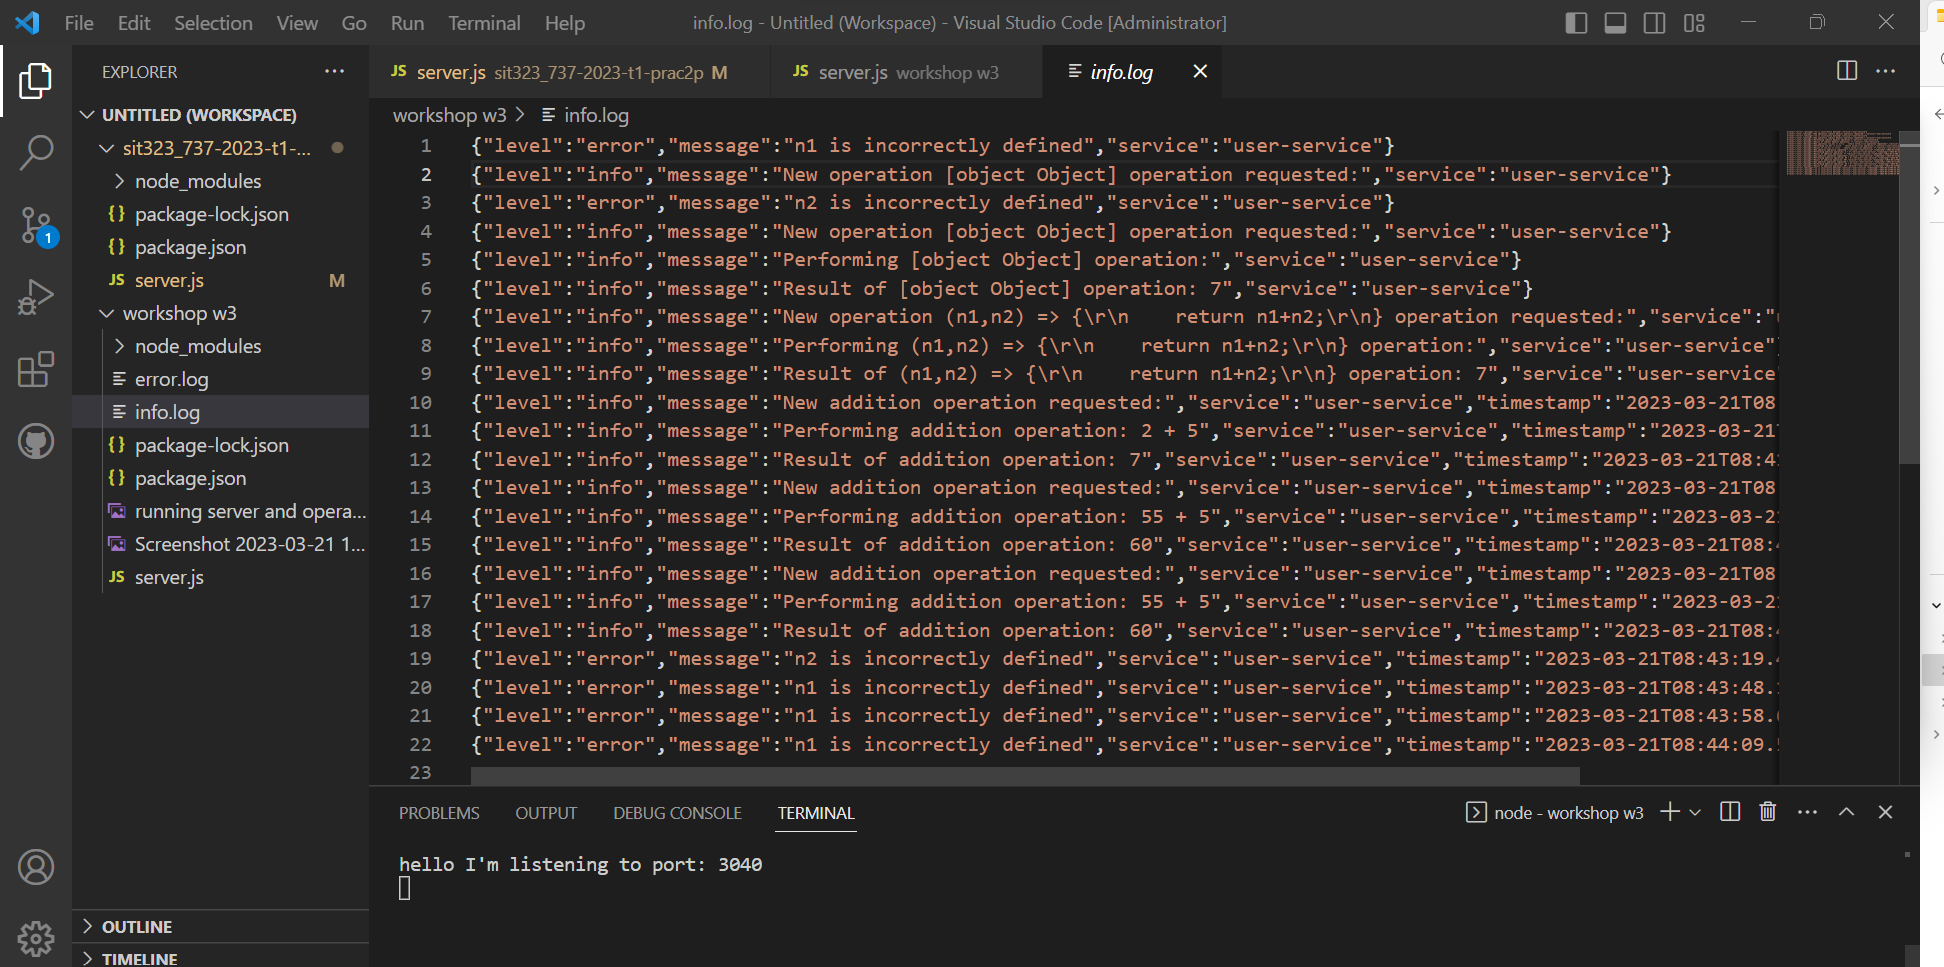 File Edit Selection View Go Run Terminal Help info.log - Untitled (Workspace) - Visual Studio Code [Administrator]
EXPLORER
UNTITLED (WORKSPACE)
sit323_737-2023-t1-...
node_modules
package-lock.json
package.json
server.js M
workshop w3
node_modules
error.log
info.log
package-lock.json
package.json
running server and opera...
Screenshot 2023-03-21 1...
server.js
OUTLINE
TIMELINE
1
server.js sit323_737-2023-t1-prac2p M server.js workshop w3 info.log
workshop w3 > info.log
1 {"level":"error","message":"n1 is incorrectly defined","service":"user-service"}
2 {"level":"info","message":"New operation [object Object] operation requested:","service":"user-service"}
3 {"level":"error","message":"n2 is incorrectly defined","service":"user-service"}
4 {"level":"info","message":"New operation [object Object] operation requested:","service":"user-service"}
5 {"level":"info","message":"Performing [object Object] operation:","service":"user-service"}
6 {"level":"info","message":"Result of [object Object] operation: 7","service":"user-service"}
7 {"level":"info","message":"New operation (n1,n2) => {\r\n    return n1+n2;\r\n} operation requested:","service":"
8 {"level":"info","message":"Performing (n1,n2) => {\r\n    return n1+n2;\r\n} operation:","service":"user-service"
9 {"level":"info","message":"Result of (n1,n2) => {\r\n    return n1+n2;\r\n} operation: 7","service":"user-service
10 {"level":"info","message":"New addition operation requested:","service":"user-service","timestamp":"2023-03-21T08
11 {"level":"info","message":"Performing addition operation: 2 + 5","service":"user-service","timestamp":"2023-03-21T
12 {"level":"info","message":"Result of addition operation: 7","service":"user-service","timestamp":"2023-03-21T08:4
13 {"level":"info","message":"New addition operation requested:","service":"user-service","timestamp":"2023-03-21T08
14 {"level":"info","message":"Performing addition operation: 55 + 5","service":"user-service","timestamp":"2023-03-2
15 {"level":"info","message":"Result of addition operation: 60","service":"user-service","timestamp":"2023-03-21T08:
16 {"level":"info","message":"New addition operation requested:","service":"user-service","timestamp":"2023-03-21T08
17 {"level":"info","message":"Performing addition operation: 55 + 5","service":"user-service","timestamp":"2023-03-2
18 {"level":"info","message":"Result of addition operation: 60","service":"user-service","timestamp":"2023-03-21T08:
19 {"level":"error","message":"n2 is incorrectly defined","service":"user-service","timestamp":"2023-03-21T08:43:19.
20 {"level":"error","message":"n1 is incorrectly defined","service":"user-service","timestamp":"2023-03-21T08:43:48.
21 {"level":"error","message":"n1 is incorrectly defined","service":"user-service","timestamp":"2023-03-21T08:43:58.
22 {"level":"error","message":"n1 is incorrectly defined","service":"user-service","timestamp":"2023-03-21T08:44:09.
23
PROBLEMS OUTPUT DEBUG CONSOLE TERMINAL node - workshop w3
hello I'm listening to port: 3040